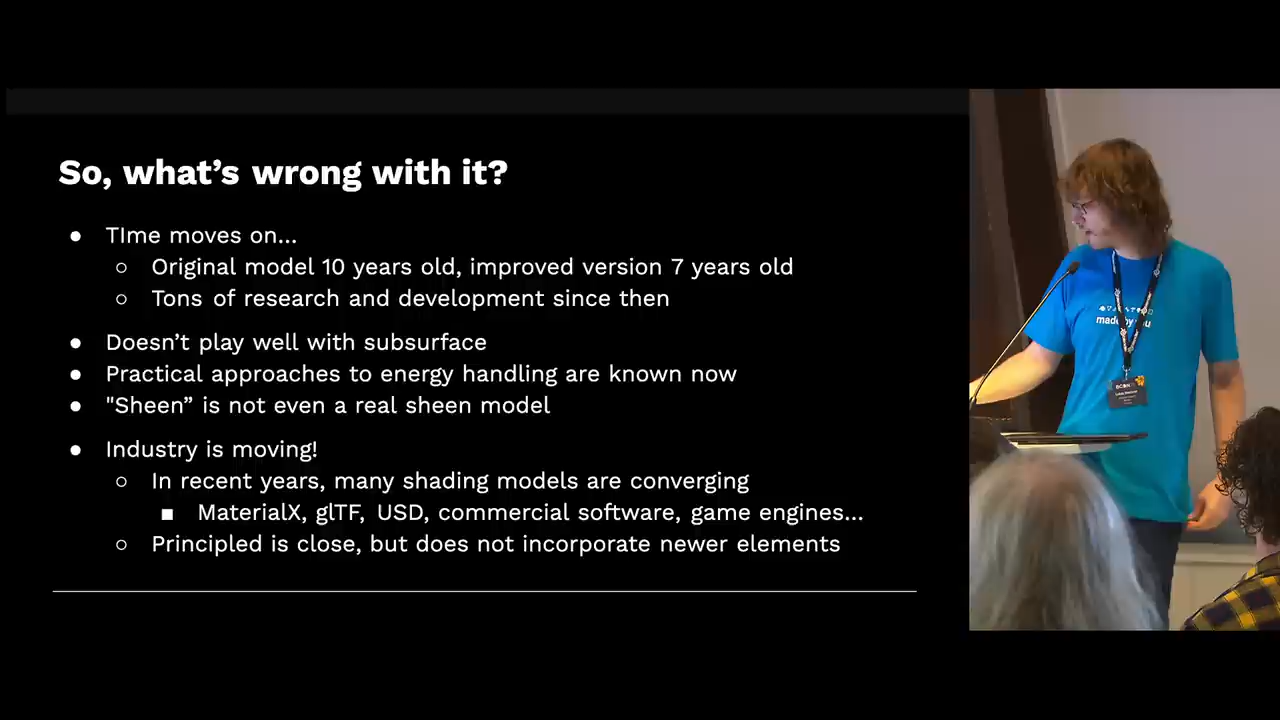 So, what's wrong with it?
● TIme moves on...
○ Original model 10 years old, improved version 7 years old
○ Tons of research and development since then
● Doesn't play well with subsurface
● Practical approaches to energy handling are known now
● "Sheen” is not even a real sheen model
● Industry is moving!
○ In recent years, many shading models are converging
■ MaterialX, glTF, USD, commercial software, game engines...
○ Principled is close, but does not incorporate newer elements
made by you